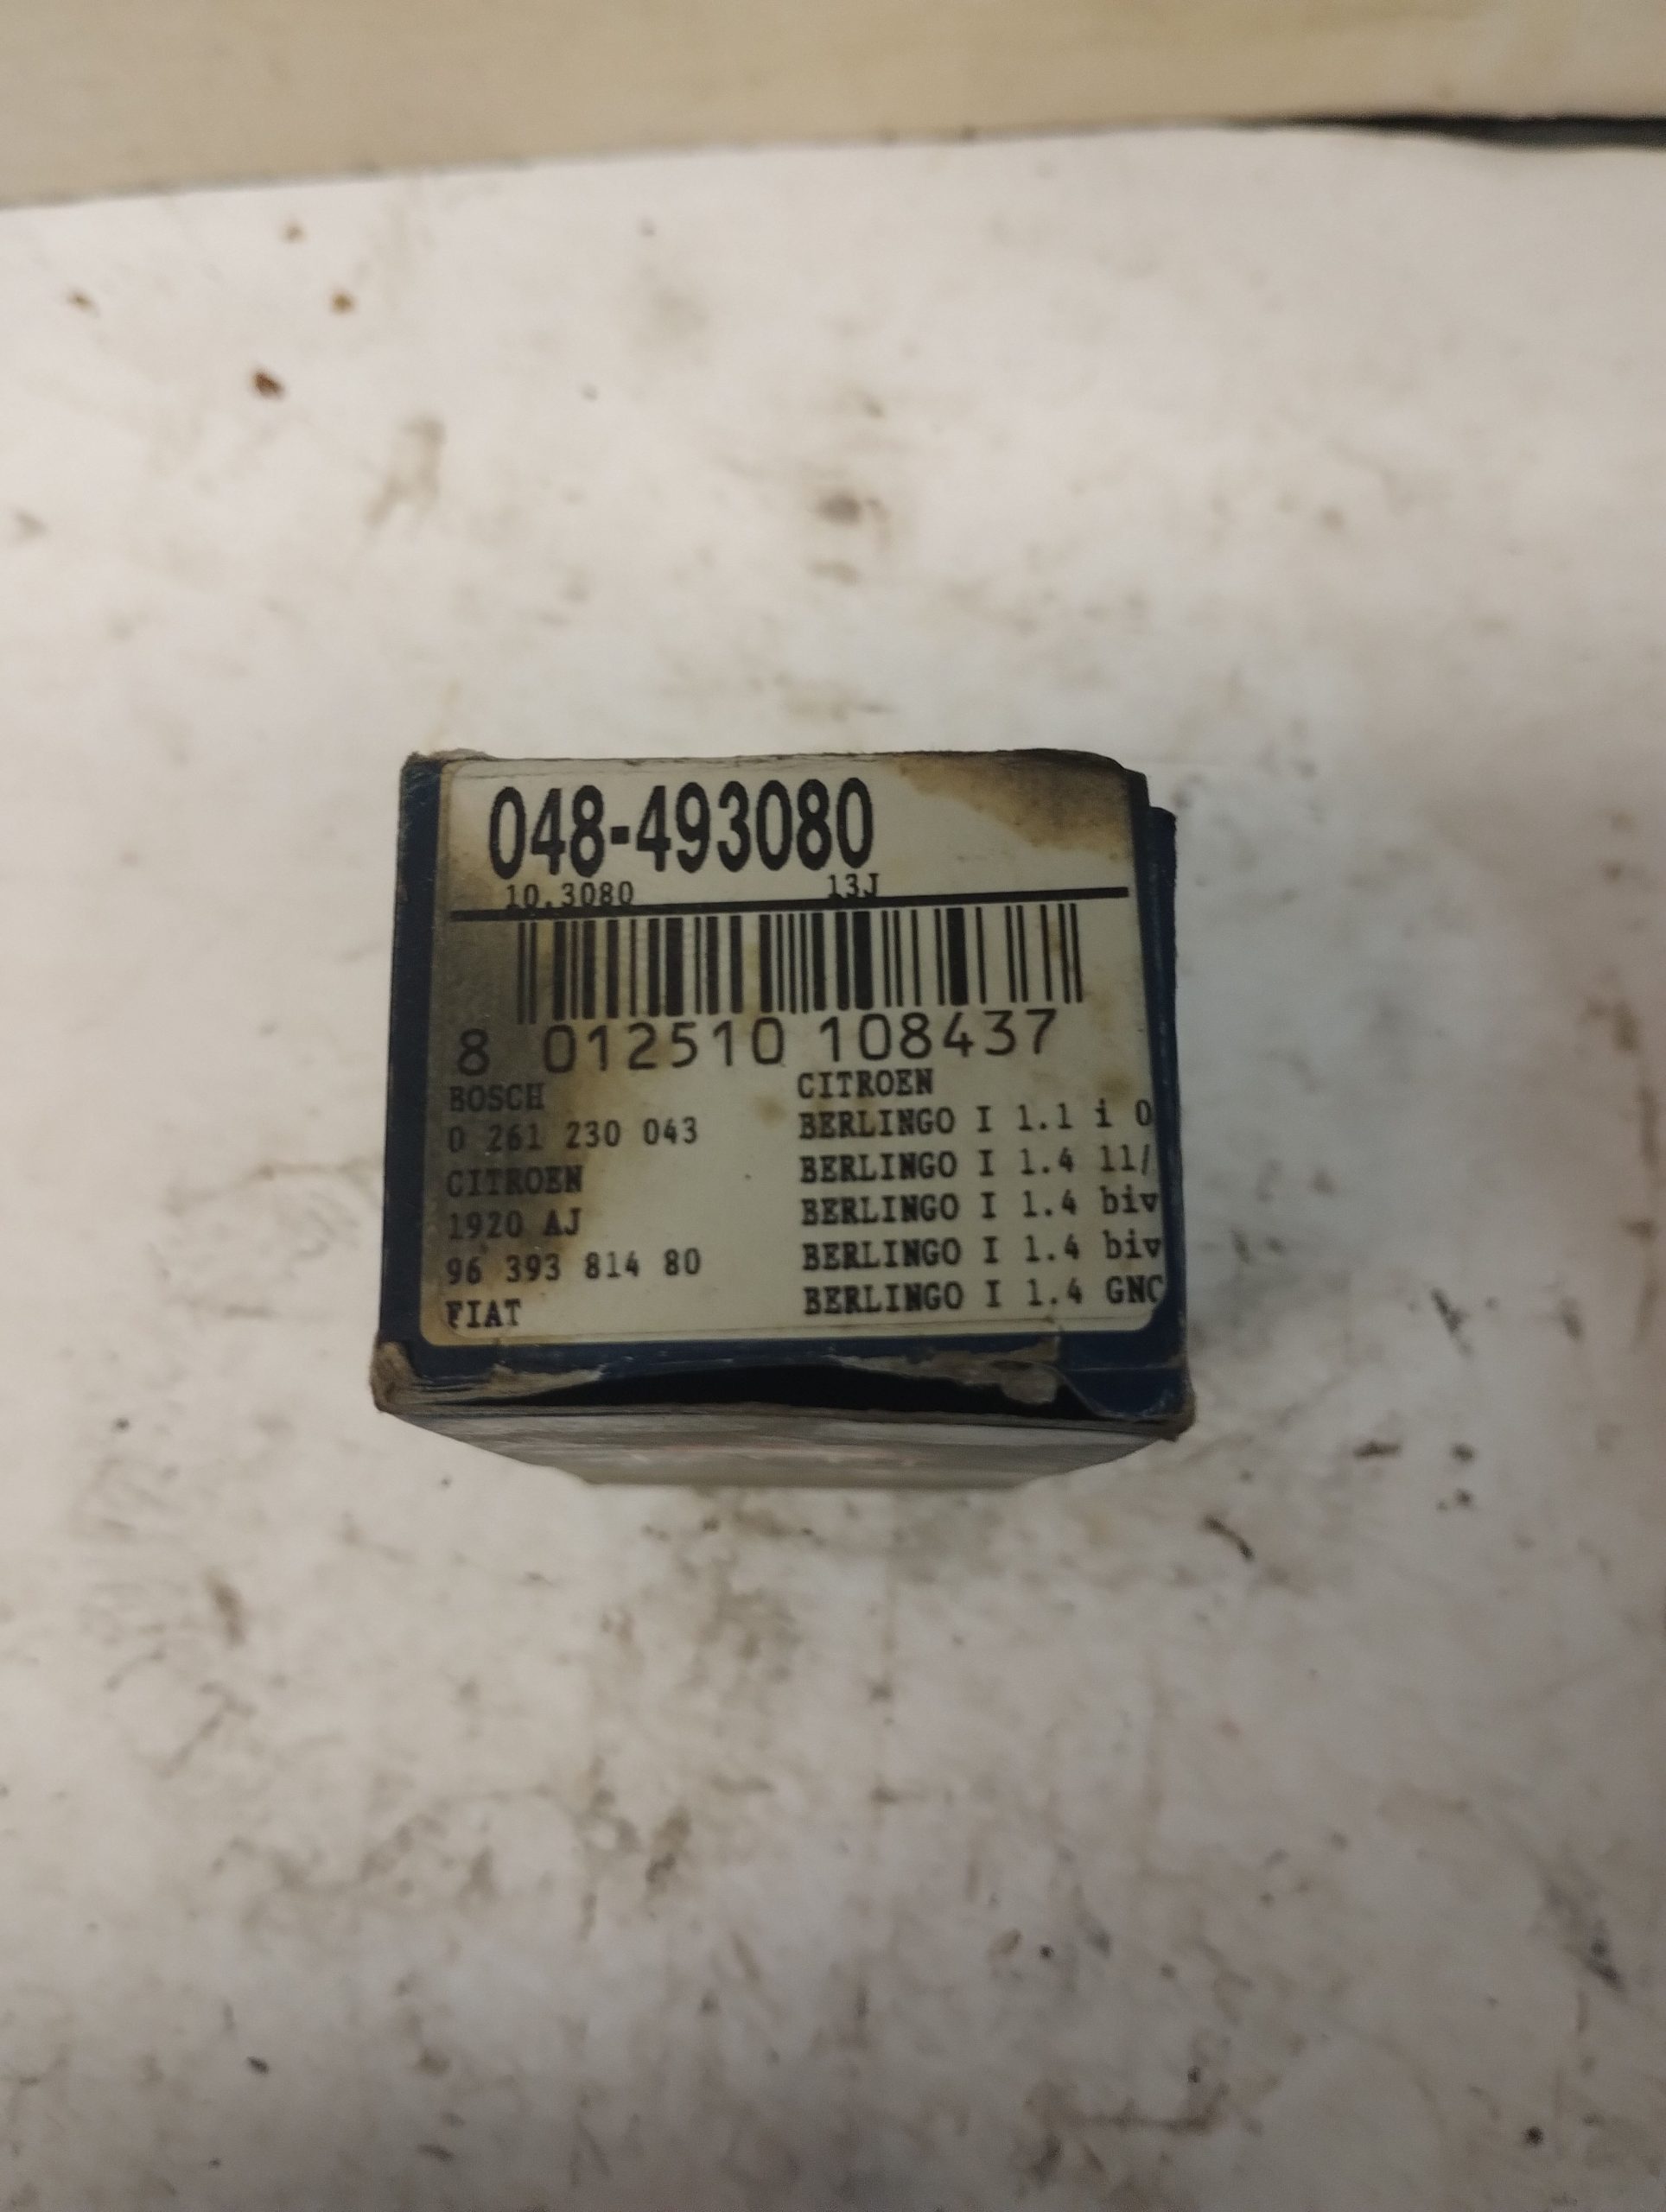 048-493080
10.3080 13J
8 012510 108437
BOSCH
0 261 230 043
CITROEN
1920 AJ
96 393 814 80
FIAT
CITROEN
BERLINGO I 1.1 i 0
BERLINGO I 1.4 11/
BERLINGO I 1.4 biv
BERLINGO I 1.4 biv
BERLINGO I 1.4 GNC